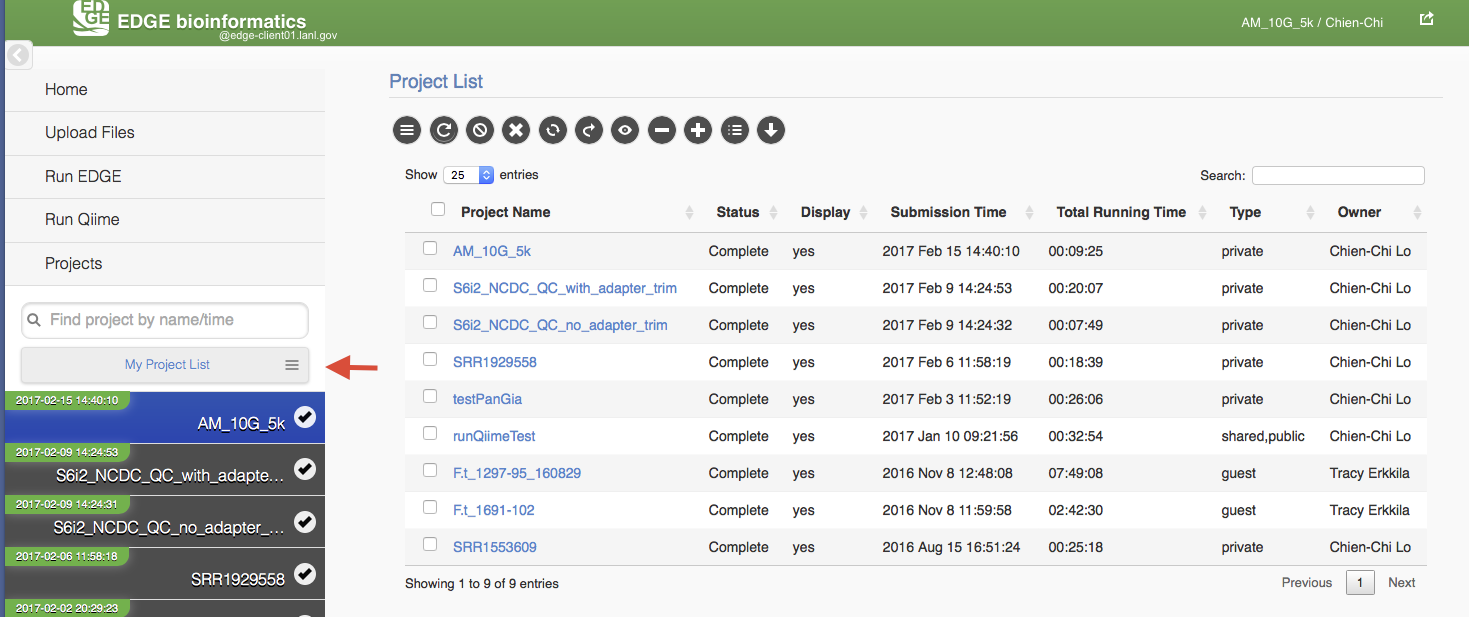 EDGE
EDGE bioinformatics
@edge-client01.lanl.gov
AM_10G_5k / Chien-Chi
Home
Upload Files
Run EDGE
Run Qiime
Projects
Find project by name/time
My Project List
2017-02-15 14:40:10
AM_10G_5k
2017-02-09 14:24:53
S6i2_NCDC_QC_with_adapte...
2017-02-09 14:24:31
S6i2_NCDC_QC_no_adapter_...
2017-02-06 11:58:18
SRR1929558
2017-02-02 20:29:23
Project List
Show 25 entries
Search:
Project Name Status Display Submission Time Total Running Time Type Owner
AM_10G_5k Complete yes 2017 Feb 15 14:40:10 00:09:25 private Chien-Chi Lo
S6i2_NCDC_QC_with_adapter_trim Complete yes 2017 Feb 9 14:24:53 00:20:07 private Chien-Chi Lo
S6i2_NCDC_QC_no_adapter_trim Complete yes 2017 Feb 9 14:24:32 00:07:49 private Chien-Chi Lo
SRR1929558 Complete yes 2017 Feb 6 11:58:19 00:18:39 private Chien-Chi Lo
testPanGia Complete yes 2017 Feb 3 11:52:19 00:26:06 private Chien-Chi Lo
runQiimeTest Complete yes 2017 Jan 10 09:21:56 00:32:54 shared,public Chien-Chi Lo
F.t_1297-95_160829 Complete yes 2016 Nov 8 12:48:08 07:49:08 guest Tracy Erkkila
F.t_1691-102 Complete yes 2016 Nov 8 11:59:58 02:42:30 guest Tracy Erkkila
SRR1553609 Complete yes 2016 Aug 15 16:51:24 00:25:18 private Chien-Chi Lo
Showing 1 to 9 of 9 entries
Previous 1 Next